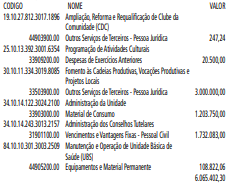 CODIGO NOME VALOR
19.10.27.812.3017.1896 Ampliação, Reforma e Requalificação de Clube da
Comunidade (CDC)
44903900.00 Outros Serviços de Terceiros - Pessoa Jurídica 247,24
25.10.13.392.3001.6354 Programação de Atividades Culturais
33909200.00 Despesas de Exercícios Anteriores 20.500,00
30.10.11.334.3019.8085 Fomento às Cadeias Produtivas, Vocações Produtivas e
Projetos Locais
33503900.00 Outros Serviços de Terceiros - Pessoa Jurídica 3.000.000,00
34.10.14.122.3024.2100 Administração da Unidade
33903000.00 Material de Consumo 1.203.750,00
34.10.14.243.3013.2157 Administração dos Conselhos Tutelares
31901100.00 Vencimentos e Vantagens Fixas - Pessoal Civil 1.732.083,00
84.10.10.301.3003.2509 Manutenção e Operação de Unidade Básica de
Saúde (UBS)
44905200.00 Equipamentos e Material Permanente 108.822,06
6.065.402,30